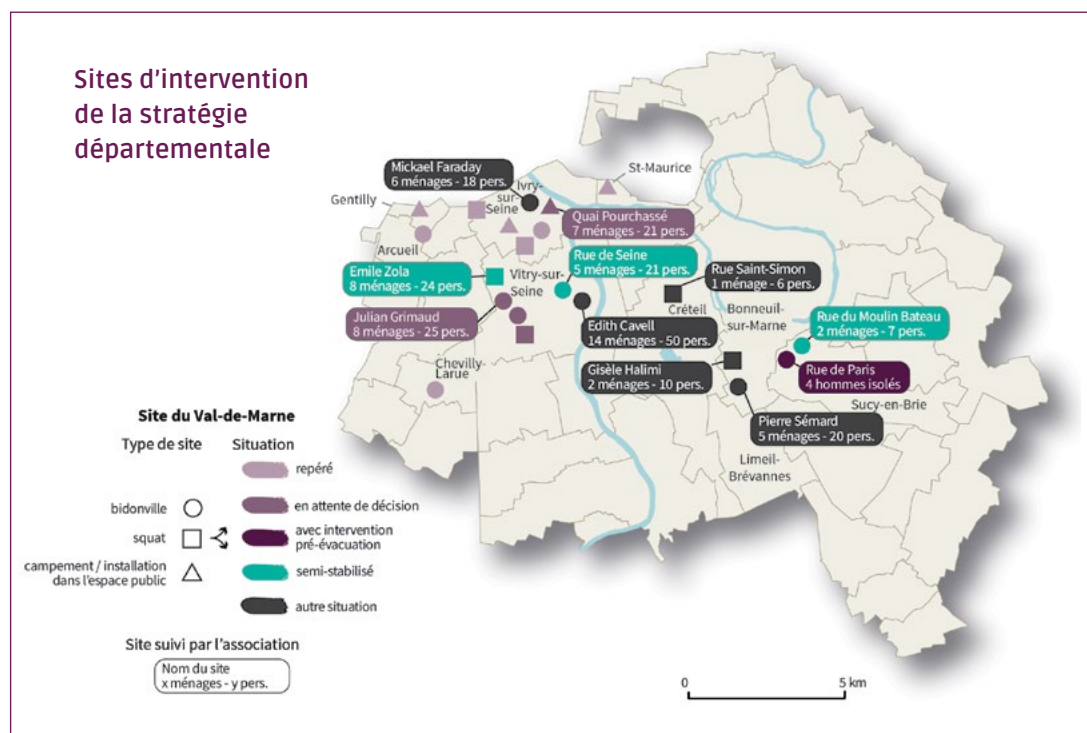 Sites d'intervention
de la stratégie
départementale
Mickael Faraday
6 ménages - 18 pers.
Ivry-
sur-
Seine
St-Maurice
Gentilly
Arcueil
Quai Pourchassé
7 ménages - 21 pers.
Emile Zola
8 ménages - 24 pers.
Vitry-sur-
Seine
Rue de Seine
5 ménages - 21 pers.
Rue Saint-Simon
1 ménage - 6 pers.
Créteil
Bonneuil-
sur-Marne
Julian Grimaud
8 ménages - 25 pers.
Edith Cavell
14 ménages - 50 pers.
Rue du Moulin Bateau
2 ménages - 7 pers.
Gisèle Halimi
2 ménages - 10 pers.
Rue de Paris
4 hommes isolés
Chevilly-
Larue
Sucy-en-Brie
Pierre Sémard
5 ménages - 20 pers.
Limeil-
Brévannes
Site du Val-de-Marne
Type de site
Situation
repéré
bidonville
en attente de décision
squat
avec intervention
pré-évacuation
campement / installation
dans l'espace public
semi-stabilisé
autre situation
Site suivi par l'association
Nom du site
x ménages - y pers.
0
5 km